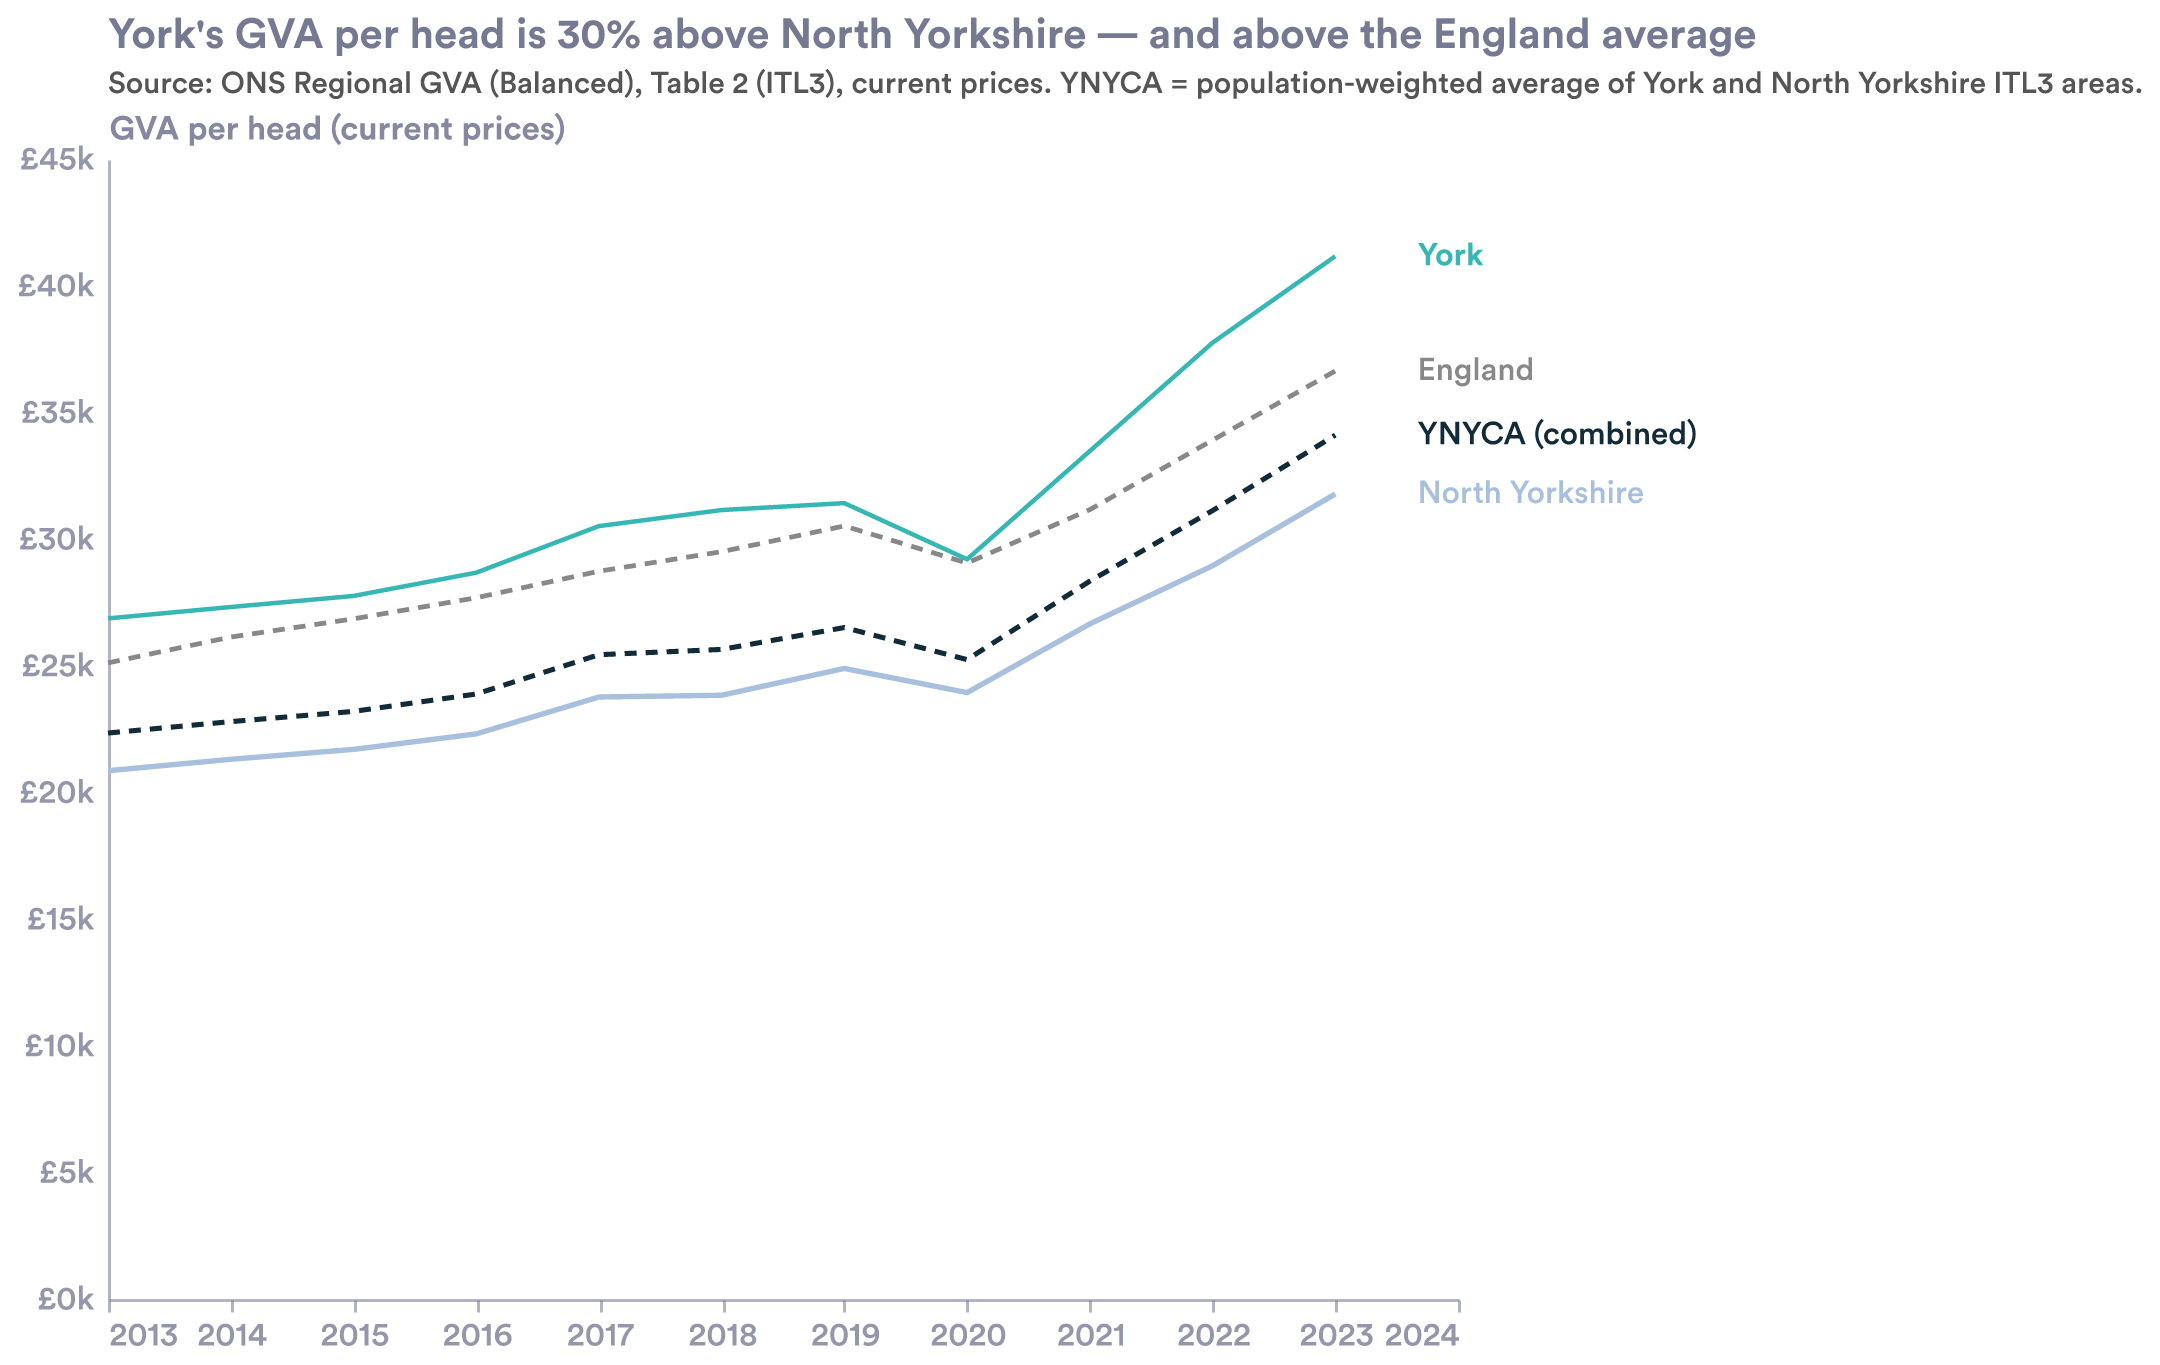 York's GVA per head is 30% above North Yorkshire — and above the England average
Source: ONS Regional GVA (Balanced), Table 2 (ITL3), current prices. YNYCA = population-weighted average of York and North Yorkshire ITL3 areas.
GVA per head (current prices)
£45k
£40k
£35k
£30k
£25k
£20k
£15k
£10k
£5k
£0k
York
England
YNYCA (combined)
North Yorkshire
2013 2014 2015 2016 2017 2018 2019 2020 2021 2022 2023 2024